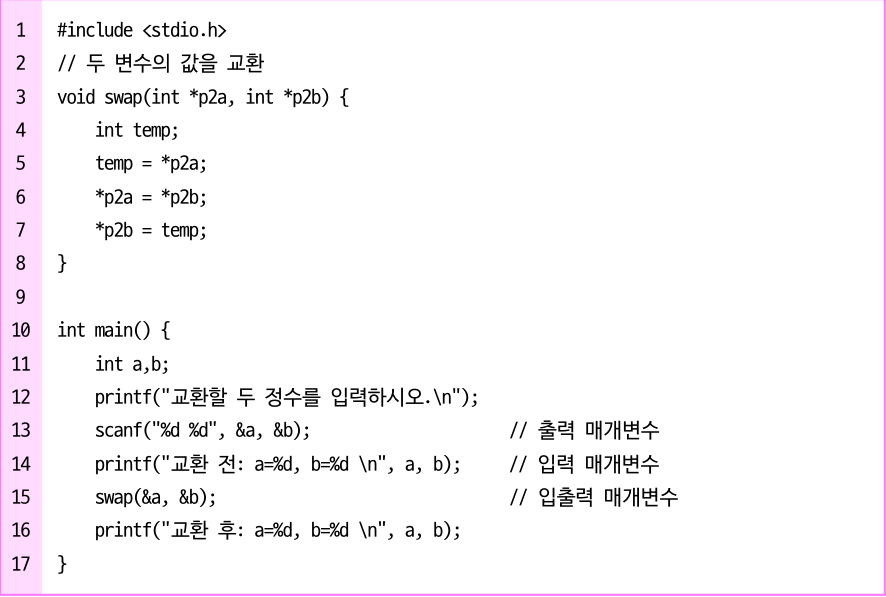 1 #include <stdio.h>
2 // 두 변수의 값을 교환
3 void swap(int *p2a, int *p2b) {
4     int temp;
5     temp = *p2a;
6     *p2a = *p2b;
7     *p2b = temp;
8 }
9
10 int main() {
11     int a,b;
12     printf("교환할 두 정수를 입력하시오.\n");
13     scanf("%d %d", &a, &b);                     // 출력 매개변수
14     printf("교환 전: a=%d, b=%d \n", a, b);     // 입력 매개변수
15     swap(&a, &b);                               // 입출력 매개변수
16     printf("교환 후: a=%d, b=%d \n", a, b);
17 }